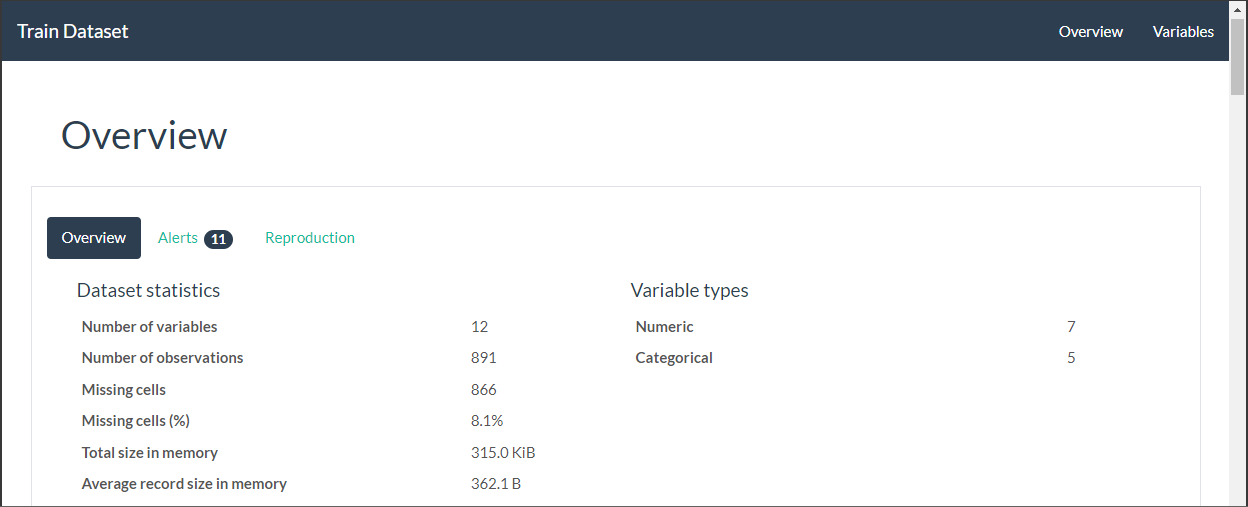 Train Dataset Overview Variables
Overview
Overview Alerts 11 Reproduction
Dataset statistics
Number of variables 12
Number of observations 891
Missing cells 866
Missing cells (%) 8.1%
Total size in memory 315.0 KiB
Average record size in memory 362.1 B
Variable types
Numeric 7
Categorical 5